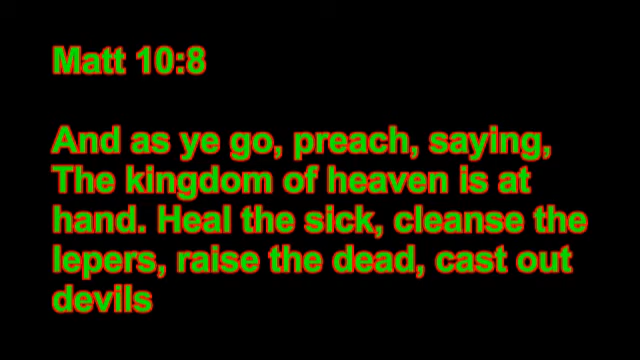 Matt 10:8
And as ye go, preach, saying,
The kingdom of heaven is at
hand. Heal the sick, cleanse the
lepers, raise the dead, cast out
devils